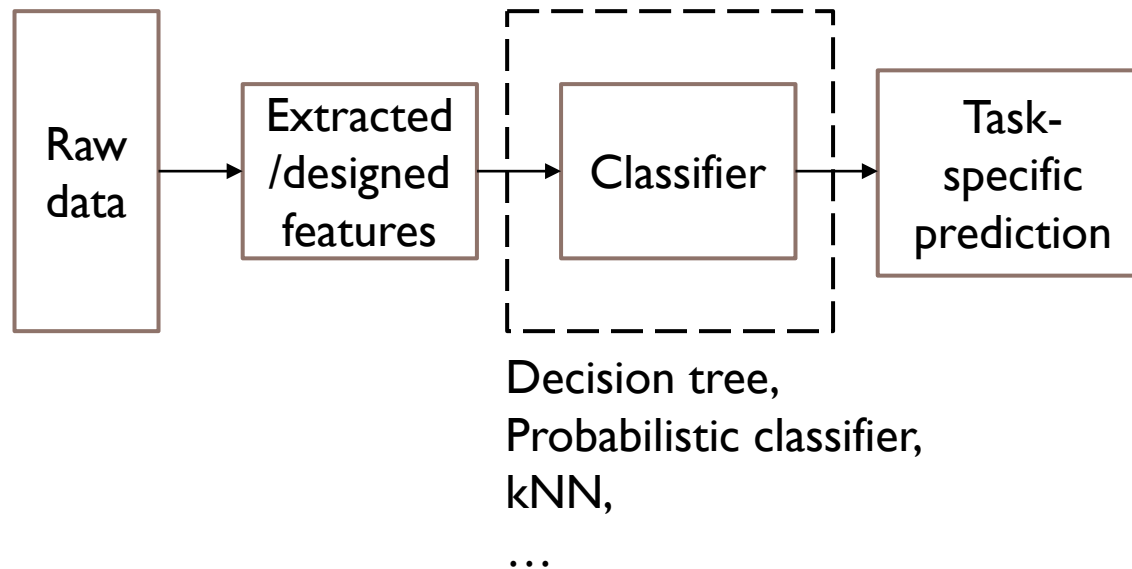 Raw
data
Extracted
/designed
features
Classifier
Task-
specific
prediction
Decision tree,
Probabilistic classifier,
kNN,
…